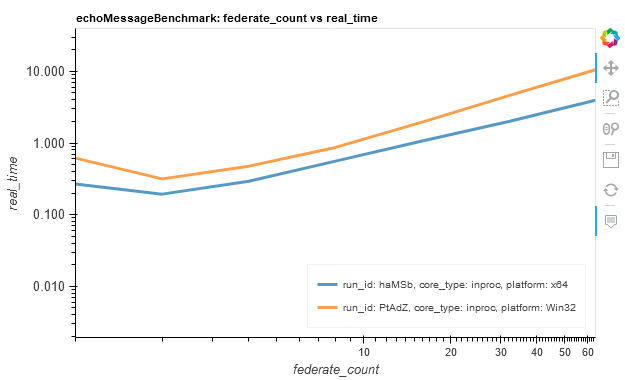 echoMessageBenchmark: federate_count vs real_time
10.000
1.000
0.100
0.010
real_time
run_id: haMSb, core_type: inproc, platform: x64
run_id: PtAdZ, core_type: inproc, platform: Win32
10 20 30 40 50 60
federate_count